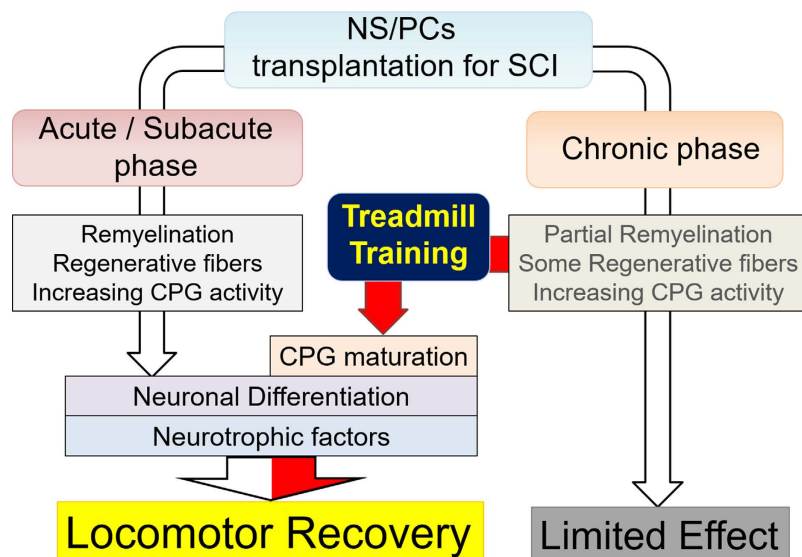 NS/PCs
transplantation for SCI
Acute / Subacute
phase
Chronic phase
Treadmill
Training
Remyelination
Regenerative fibers
Increasing CPG activity
Partial Remyelination
Some Regenerative fibers
Increasing CPG activity
CPG maturation
Neuronal Differentiation
Neurotrophic factors
Locomotor Recovery
Limited Effect